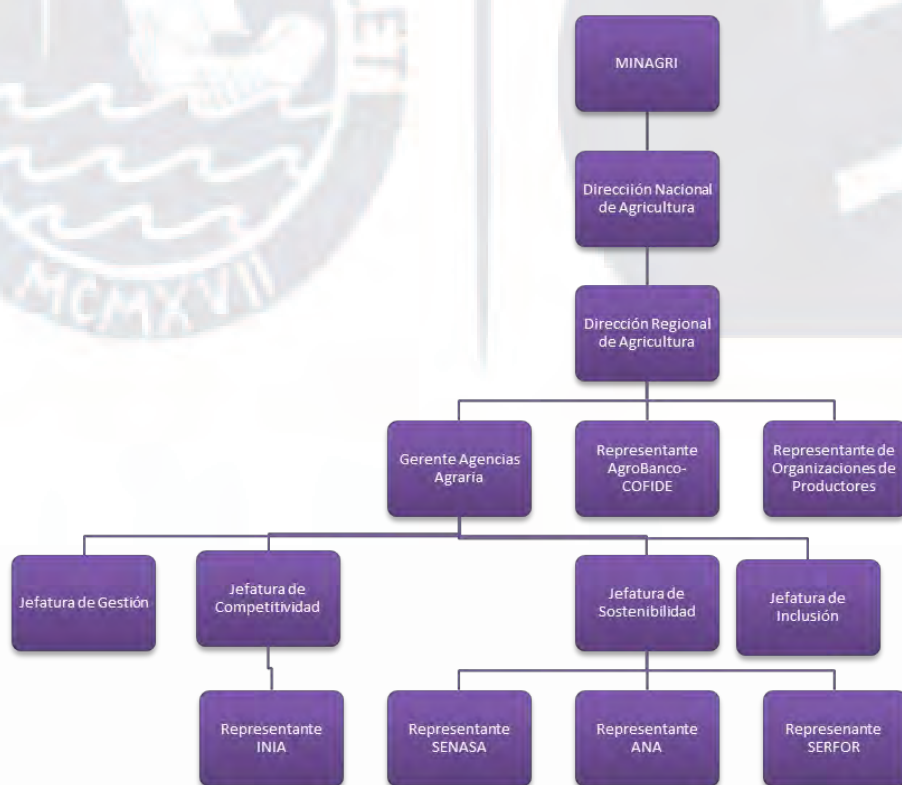 MINAGRI
Direcciión Nacional
de Agricultura
Dirección Regional
de Agricultura
Gerente Agencias
Agraria
Representante
AgroBanco-
COFIDE
Representante de
Organizaciones de
Productores
Jefatura de Gestión
Jefatura de
Competitividad
Jefatura de
Sostenibilidad
Jefatura de
Inclusión
Representante
INIA
Representante
SENASA
Representante
ANA
Represenante
SERFOR
MCMXVII